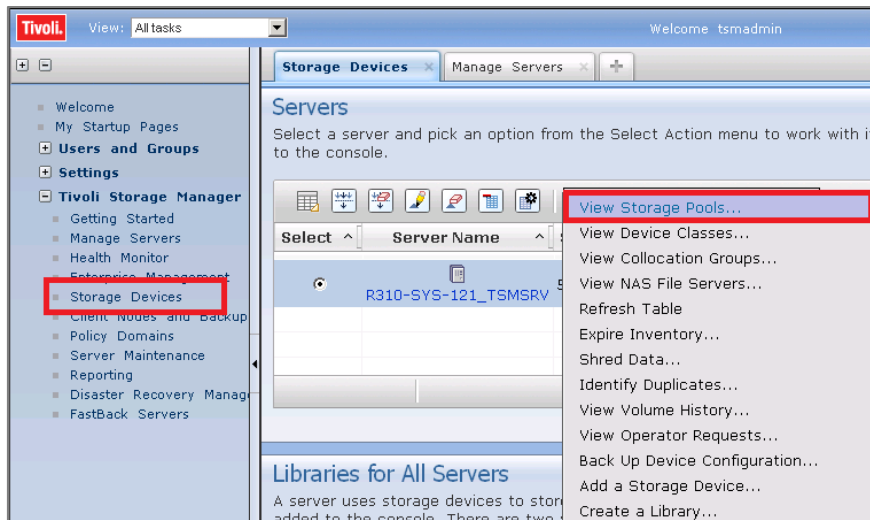 Tivoli. View: All tasks Welcome tsmadmin
Storage Devices Manage Servers
Welcome
My Startup Pages
Users and Groups
Settings
Tivoli Storage Manager
Getting Started
Manage Servers
Health Monitor
Enterprise Management
Storage Devices
Client Nodes and Backup
Policy Domains
Server Maintenance
Reporting
Disaster Recovery Manag
FastBack Servers
Servers
Select a server and pick an option from the Select Action menu to work with i
to the console.
Select Server Name
R310-SYS-121_TSMSRV
View Storage Pools...
View Device Classes...
View Collocation Groups...
View NAS File Servers...
Refresh Table
Expire Inventory...
Shred Data...
Identify Duplicates...
View Volume History...
View Operator Requests...
Back Up Device Configuration...
Add a Storage Device...
Create a Library...
Libraries for All Servers
A server uses storage devices to stor
added to the console. There are two